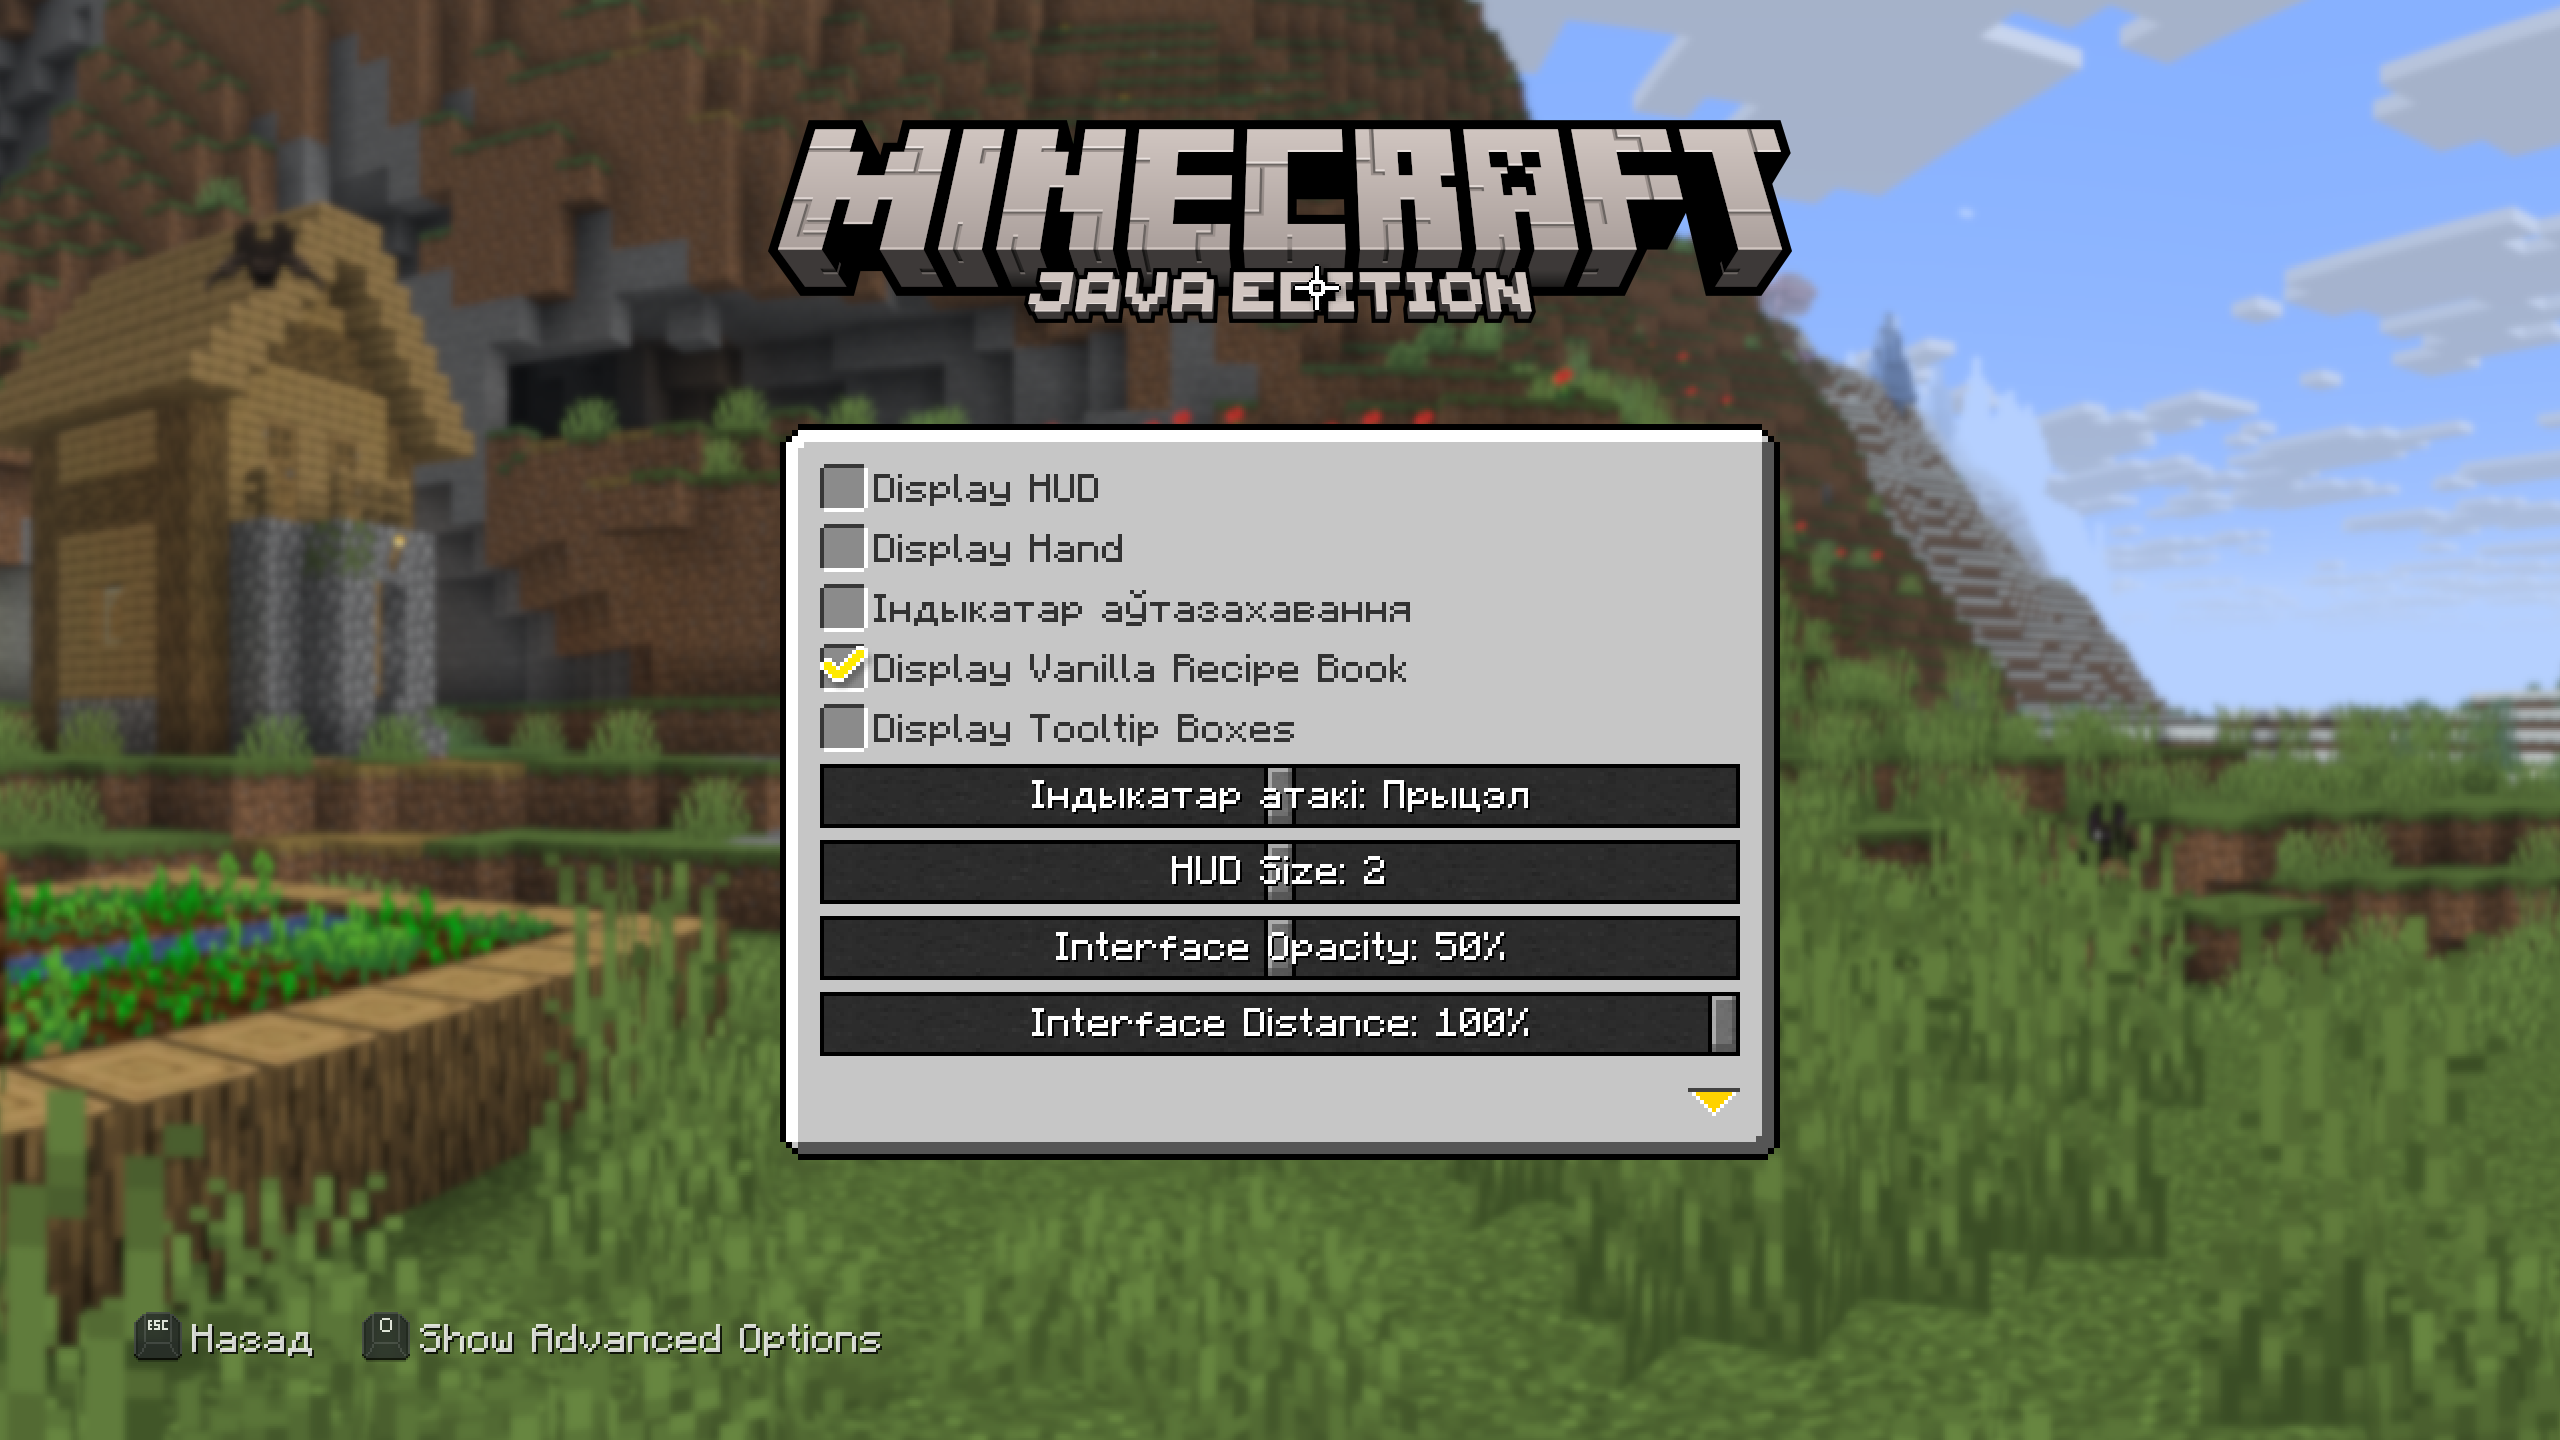 MINECRAFT
JAVA EDITION
Display HUD
Display Hand
Індыкатар аўтазахавання
Display Vanilla Recipe Book
Display Tooltip Boxes
Індыкатар атакі: Прыцэл
HUD Size: 2
Interface Opacity: 50%
Interface Distance: 100%
ESC Назад O Show Advanced Options